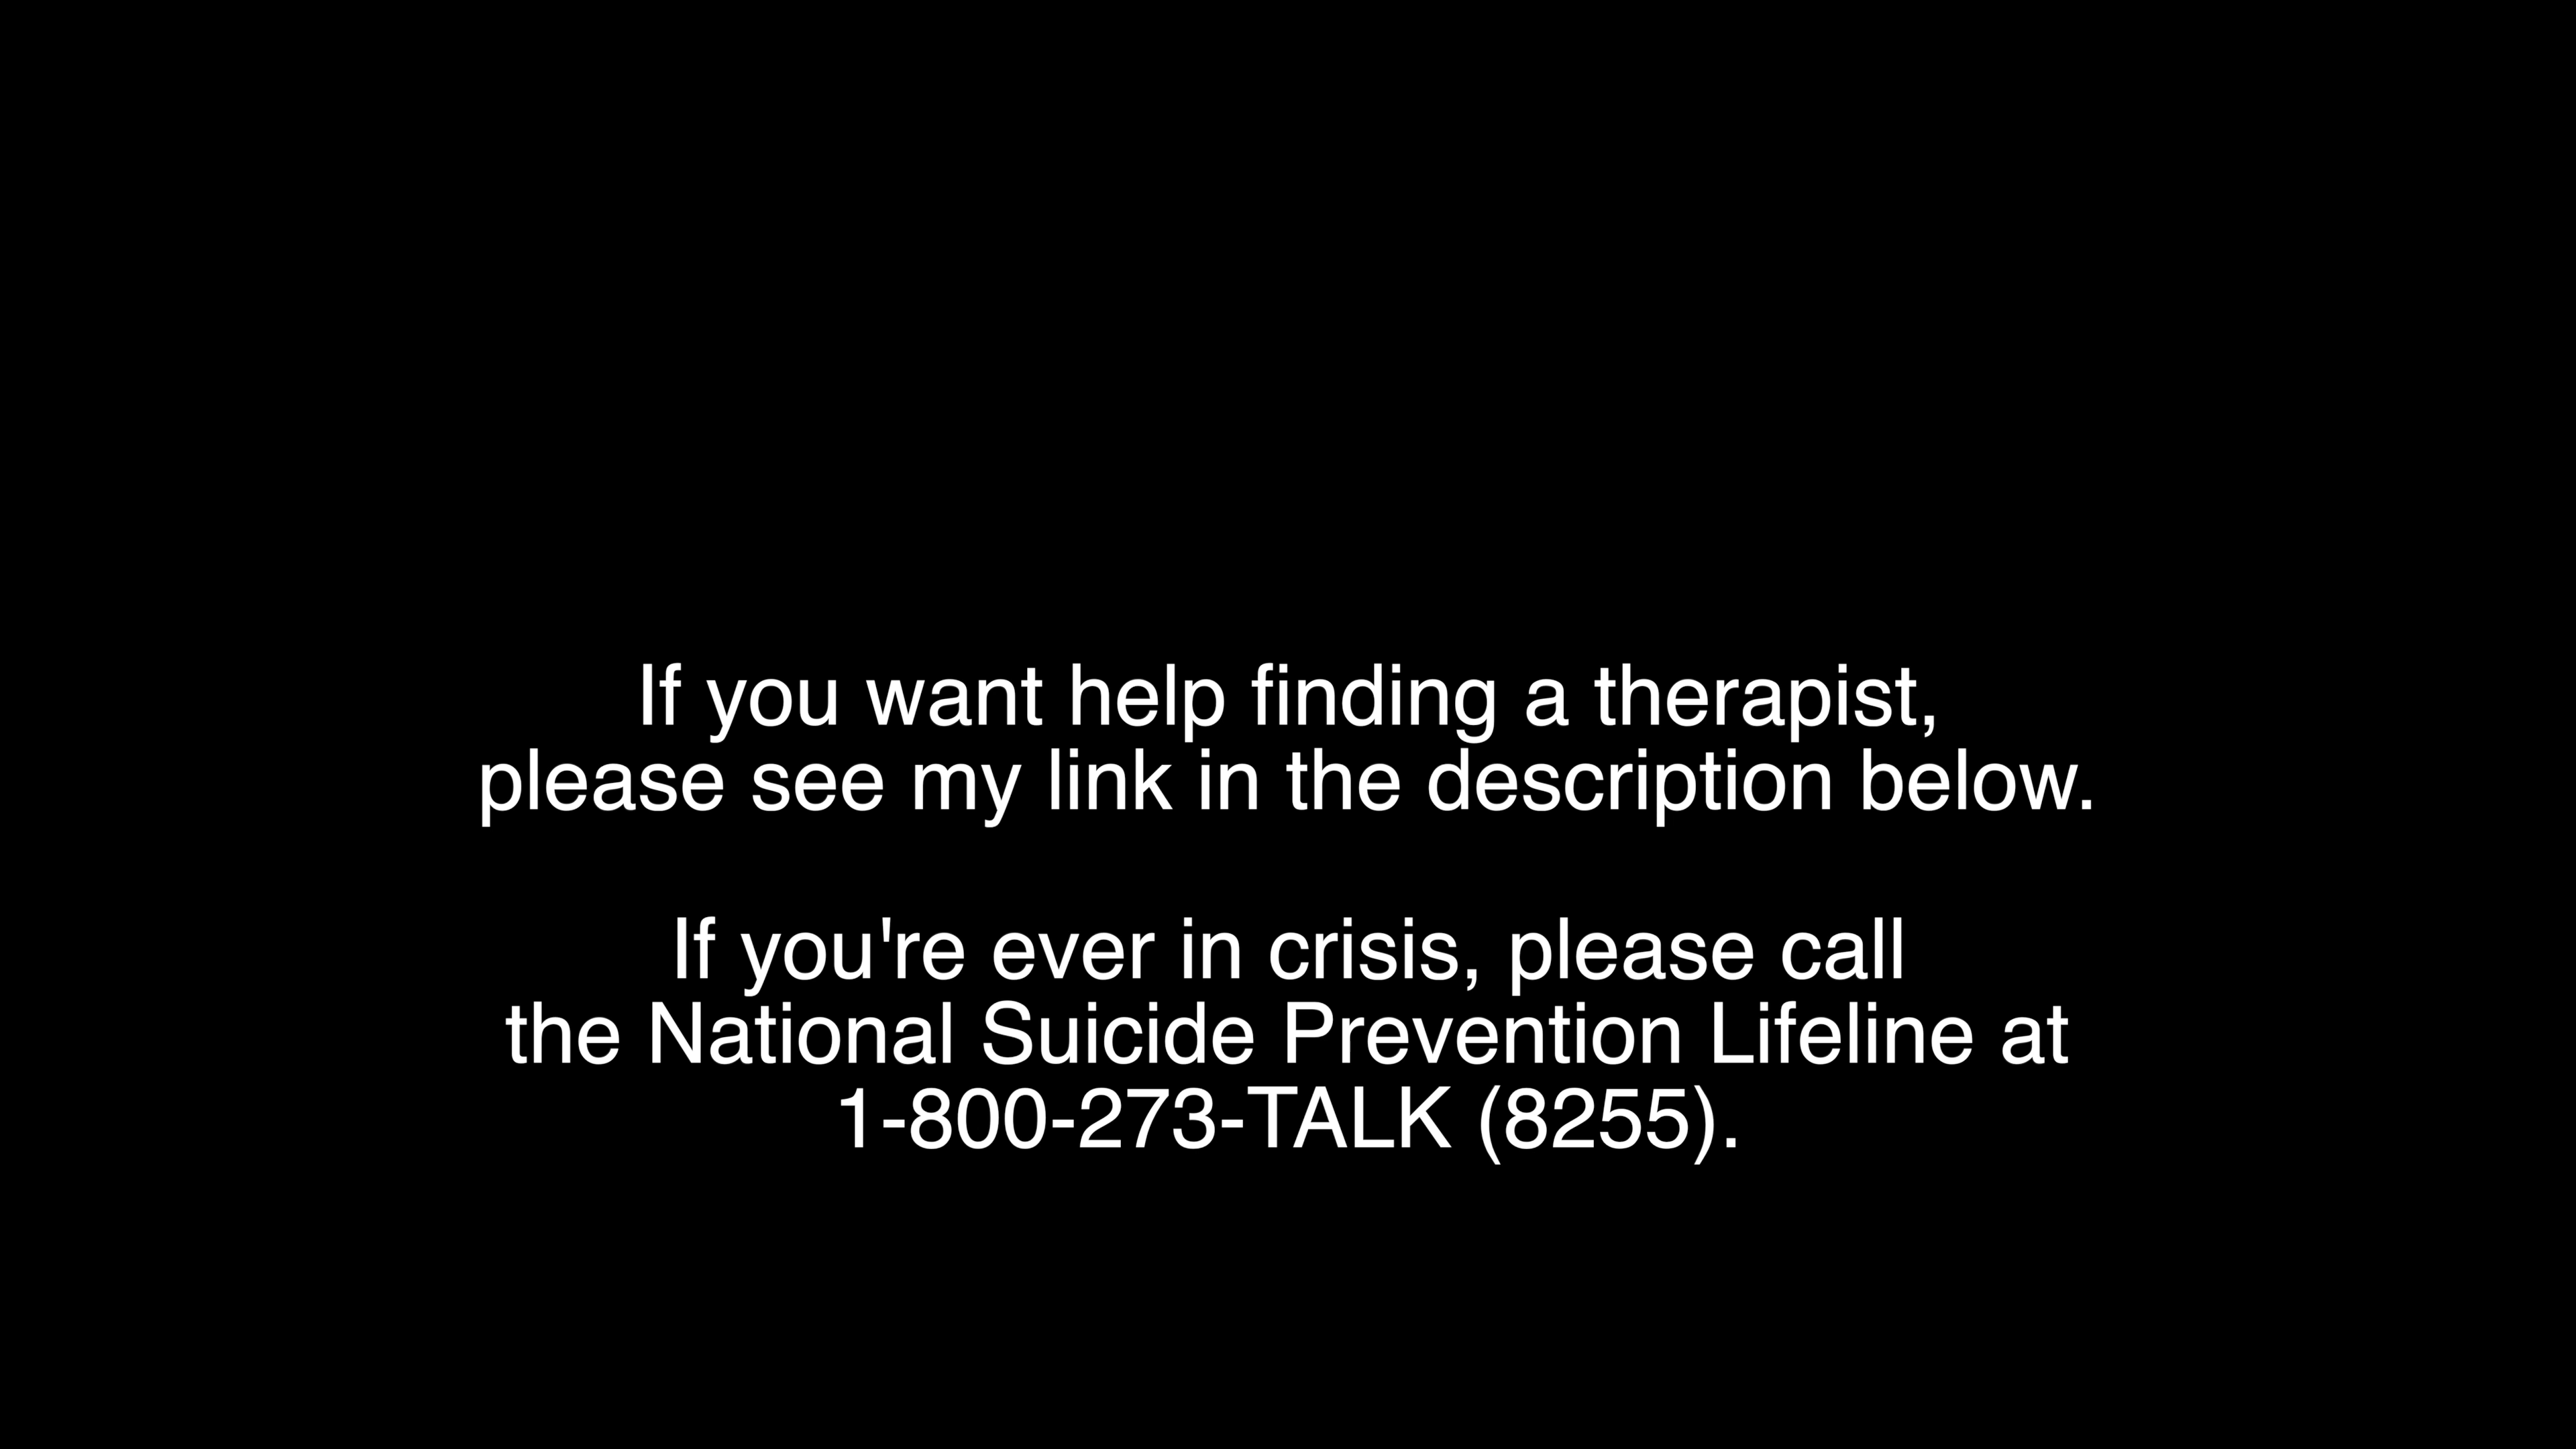 If you want help finding a therapist,
please see my link in the description below.
If you're ever in crisis, please call
the National Suicide Prevention Lifeline at
1-800-273-TALK (8255).